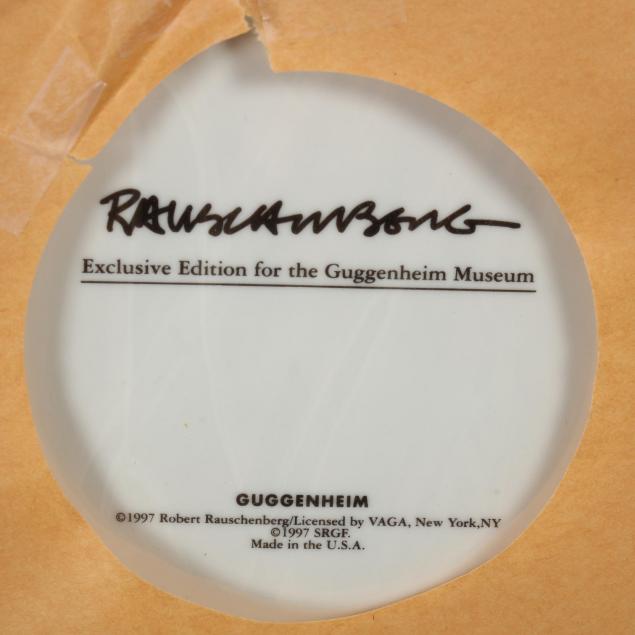 RAUSCHENBERG
Exclusive Edition for the Guggenheim Museum
GUGGENHEIM
©1997 Robert Rauschenberg/Licensed by VAGA, New York,NY
©1997 SRGF.
Made in the U.S.A.